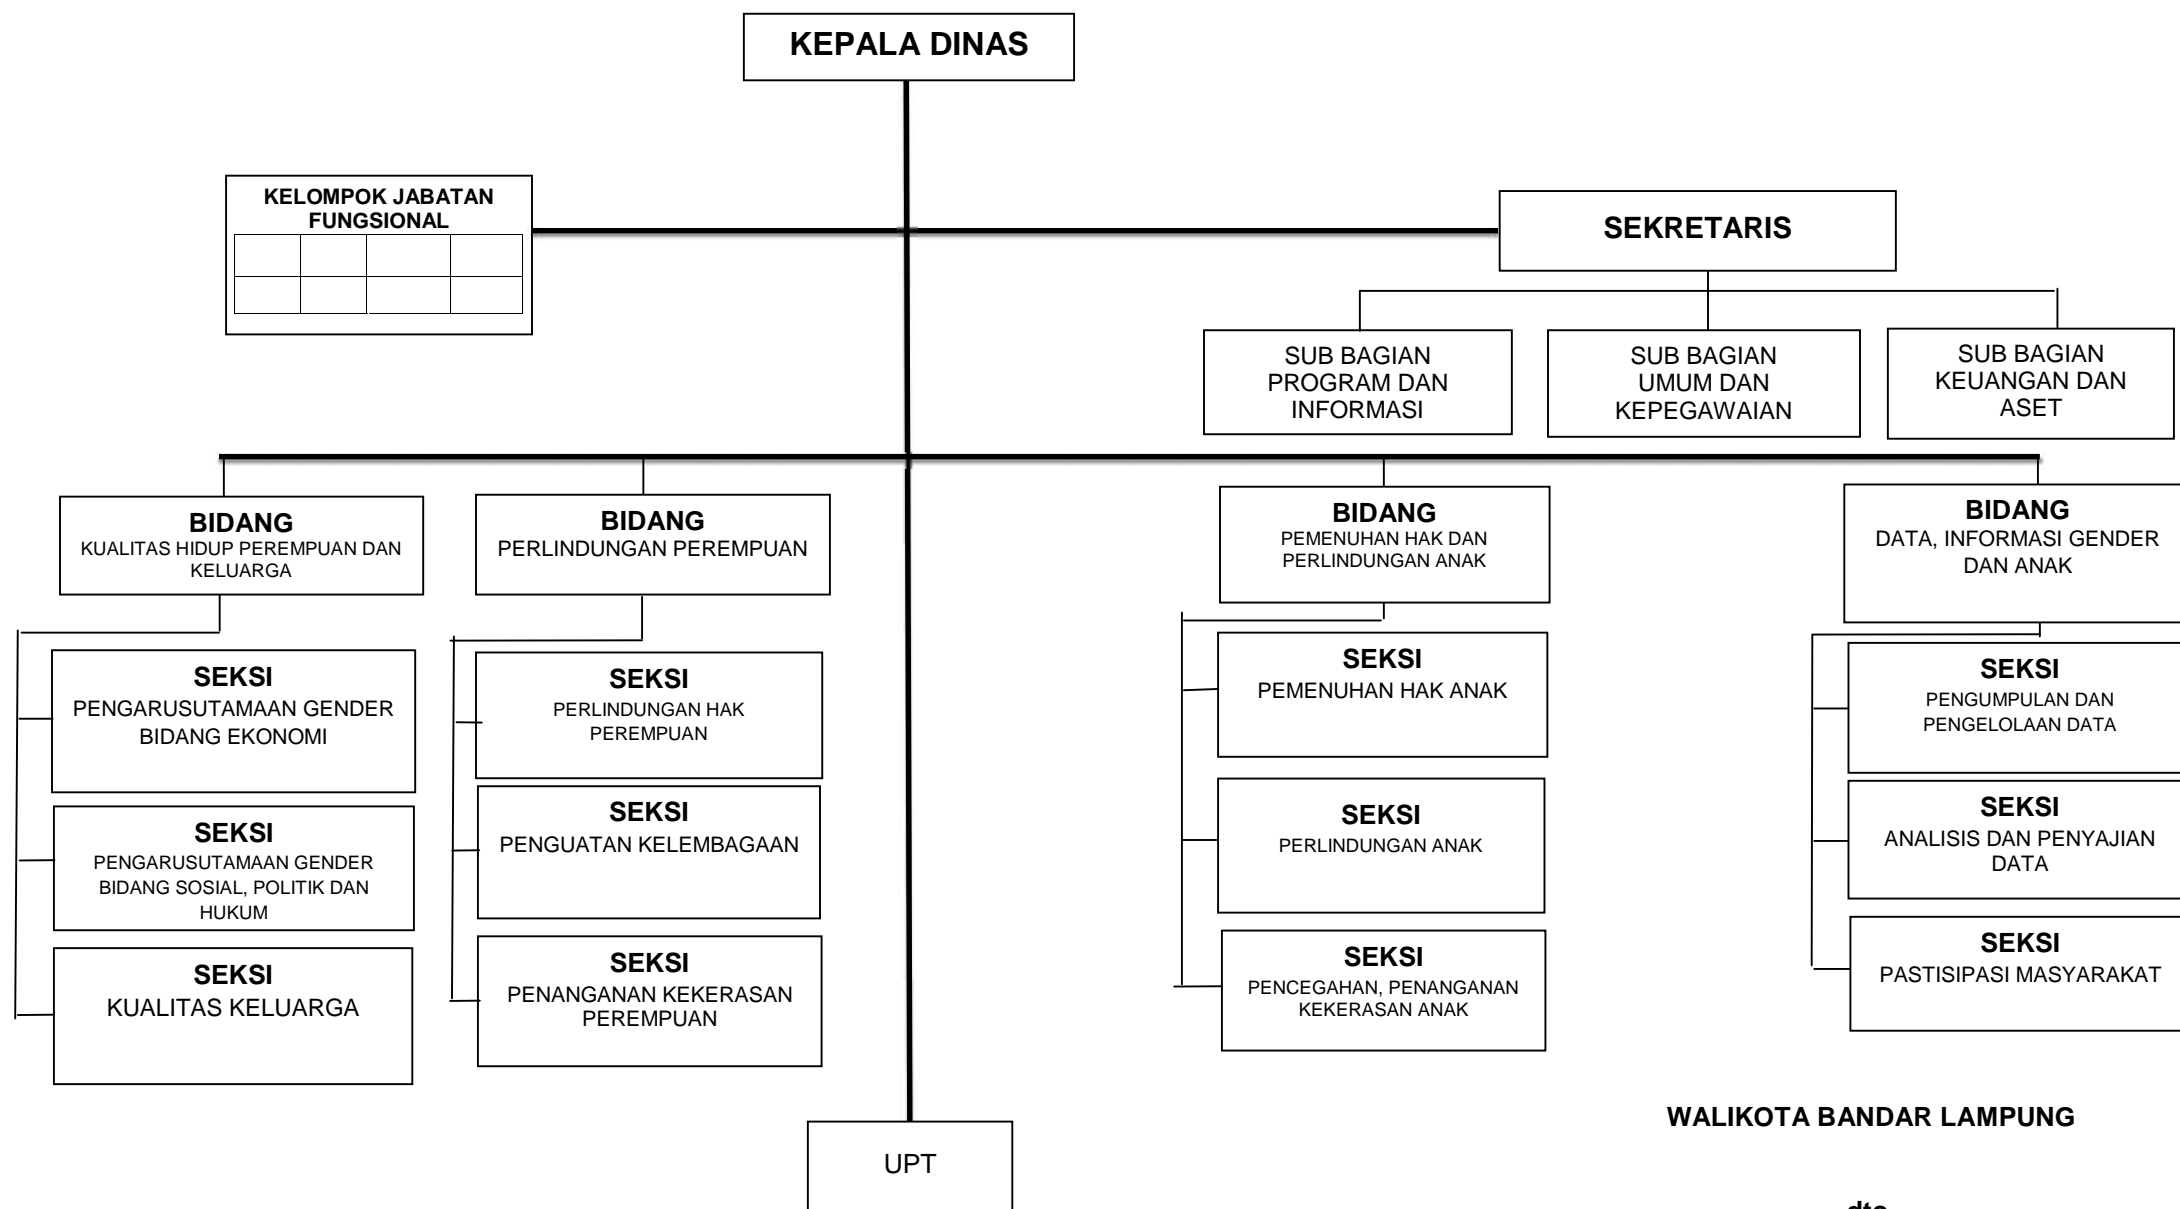 KEPALA DINAS
KELOMPOK JABATAN
FUNGSIONAL
SEKRETARIS
SUB BAGIAN
PROGRAM DAN
INFORMASI
SUB BAGIAN
UMUM DAN
KEPEGAWAIAN
SUB BAGIAN
KEUANGAN DAN
ASET
BIDANG
KUALITAS HIDUP PEREMPUAN DAN
KELUARGA
BIDANG
PERLINDUNGAN PEREMPUAN
BIDANG
PEMENUHAN HAK DAN
PERLINDUNGAN ANAK
BIDANG
DATA, INFORMASI GENDER
DAN ANAK
SEKSI
PENGARUSUTAMAAN GENDER
BIDANG EKONOMI
SEKSI
PENGARUSUTAMAAN GENDER
BIDANG SOSIAL, POLITIK DAN
HUKUM
SEKSI
KUALITAS KELUARGA
SEKSI
PERLINDUNGAN HAK
PEREMPUAN
SEKSI
PENGUATAN KELEMBAGAAN
SEKSI
PENANGANAN KEKERASAN
PEREMPUAN
SEKSI
PEMENUHAN HAK ANAK
SEKSI
PERLINDUNGAN ANAK
SEKSI
PENCEGAHAN, PENANGANAN
KEKERASAN ANAK
SEKSI
PENGUMPULAN DAN
PENGELOLAAN DATA
SEKSI
ANALISIS DAN PENYAJIAN
DATA
SEKSI
PASTISIPASI MASYARAKAT
UPT
WALIKOTA BANDAR LAMPUNG